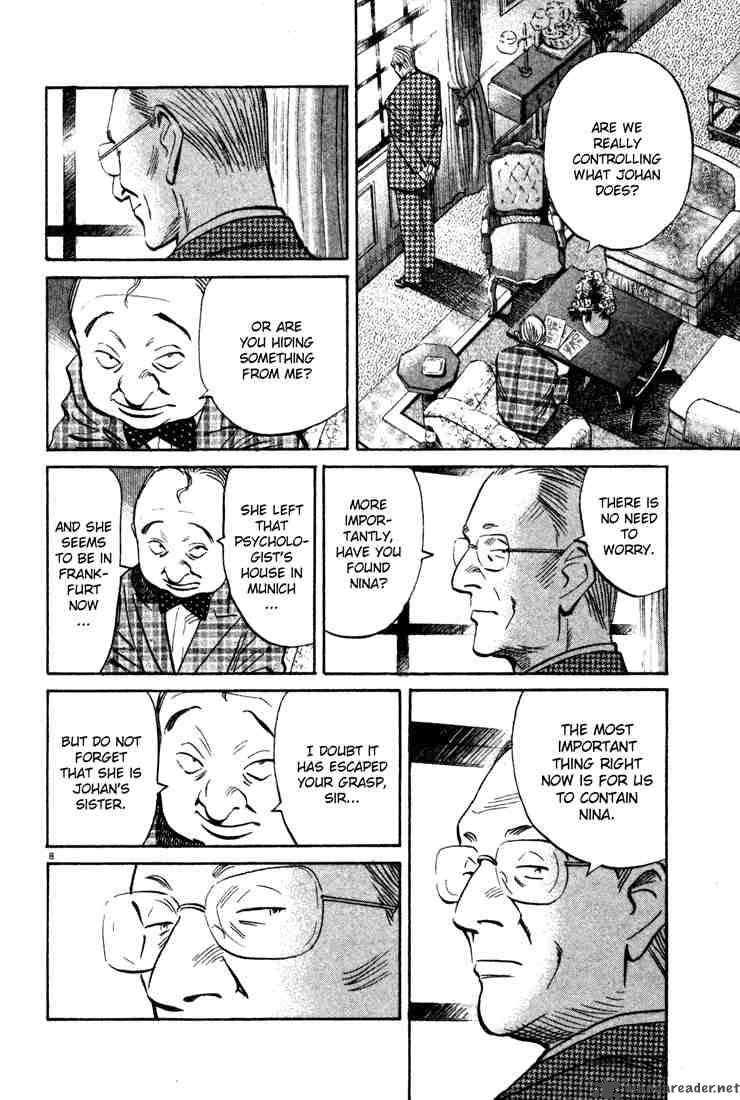 ARE WE
REALLY
CONTROLLING
WHAT JOHAN
DOES?
OR ARE
YOU HIDING
SOMETHING
FROM ME?
THERE IS
NO NEED
TO
WORRY.
MORE
IMPOR-
TANTLY,
HAVE YOU
FOUND
NINA?
SHE LEFT
THAT
PSYCHOLO-
GIST'S
HOUSE IN
MUNICH
...
AND SHE
SEEMS
TO BE IN
FRANK-
FURT
NOW
...
THE MOST
IMPORTANT
THING RIGHT
NOW IS FOR US
TO CONTAIN
NINA.
I DOUBT IT
HAS ESCAPED
YOUR GRASP,
SIR...
BUT DO NOT
FORGET
THAT SHE IS
JOHAN'S
SISTER.
8